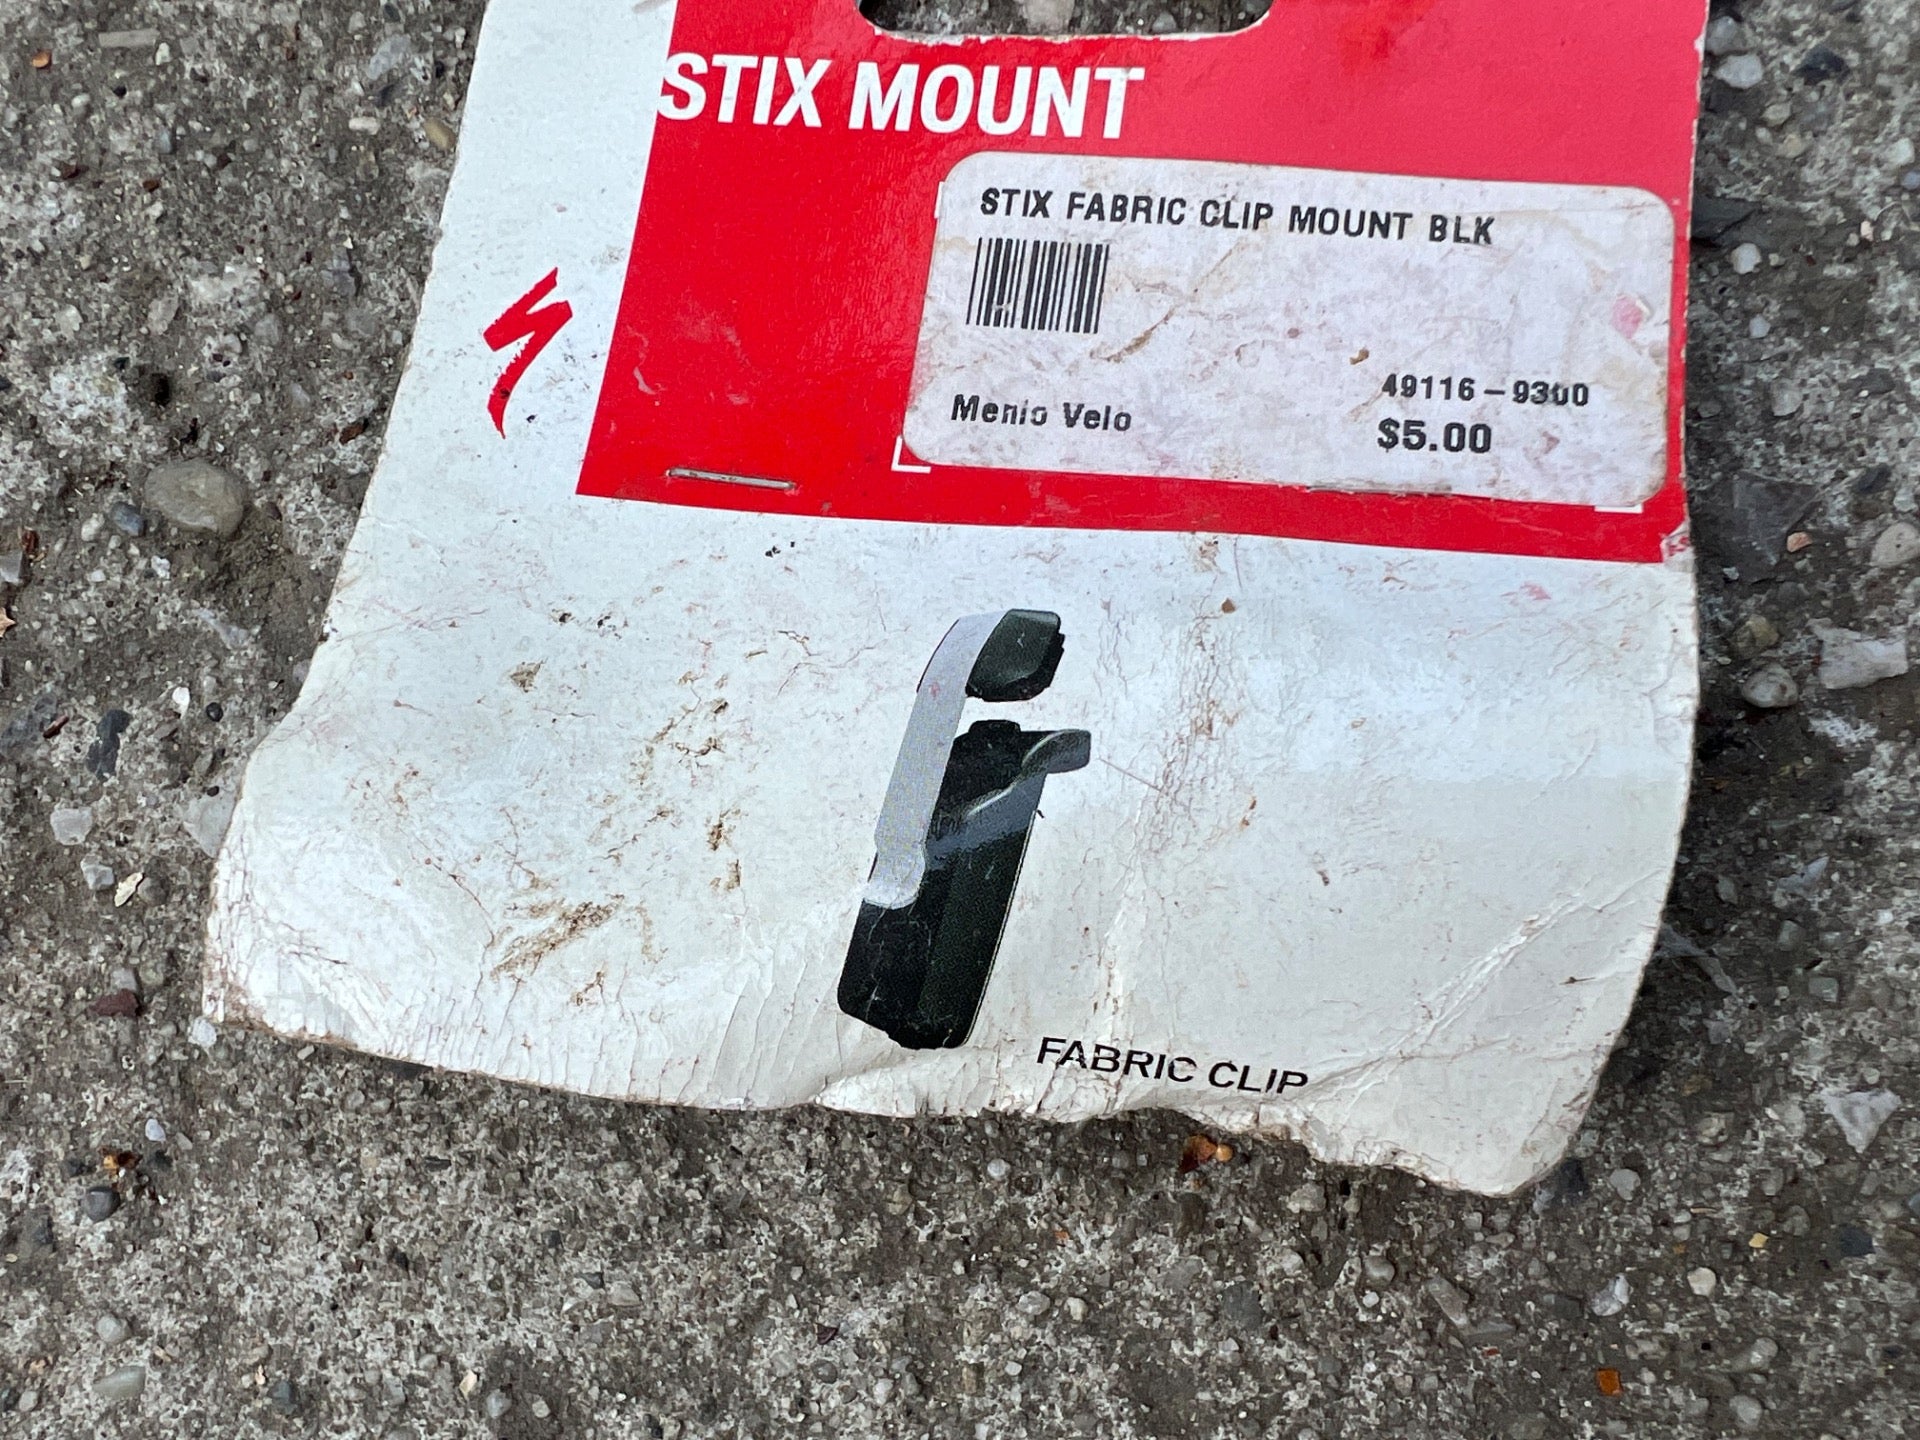 STIX MOUNT
STIX FABRIC CLIP MOUNT BLK
49116-9300
Menlo Velo
$5.00
FABRIC CLIP